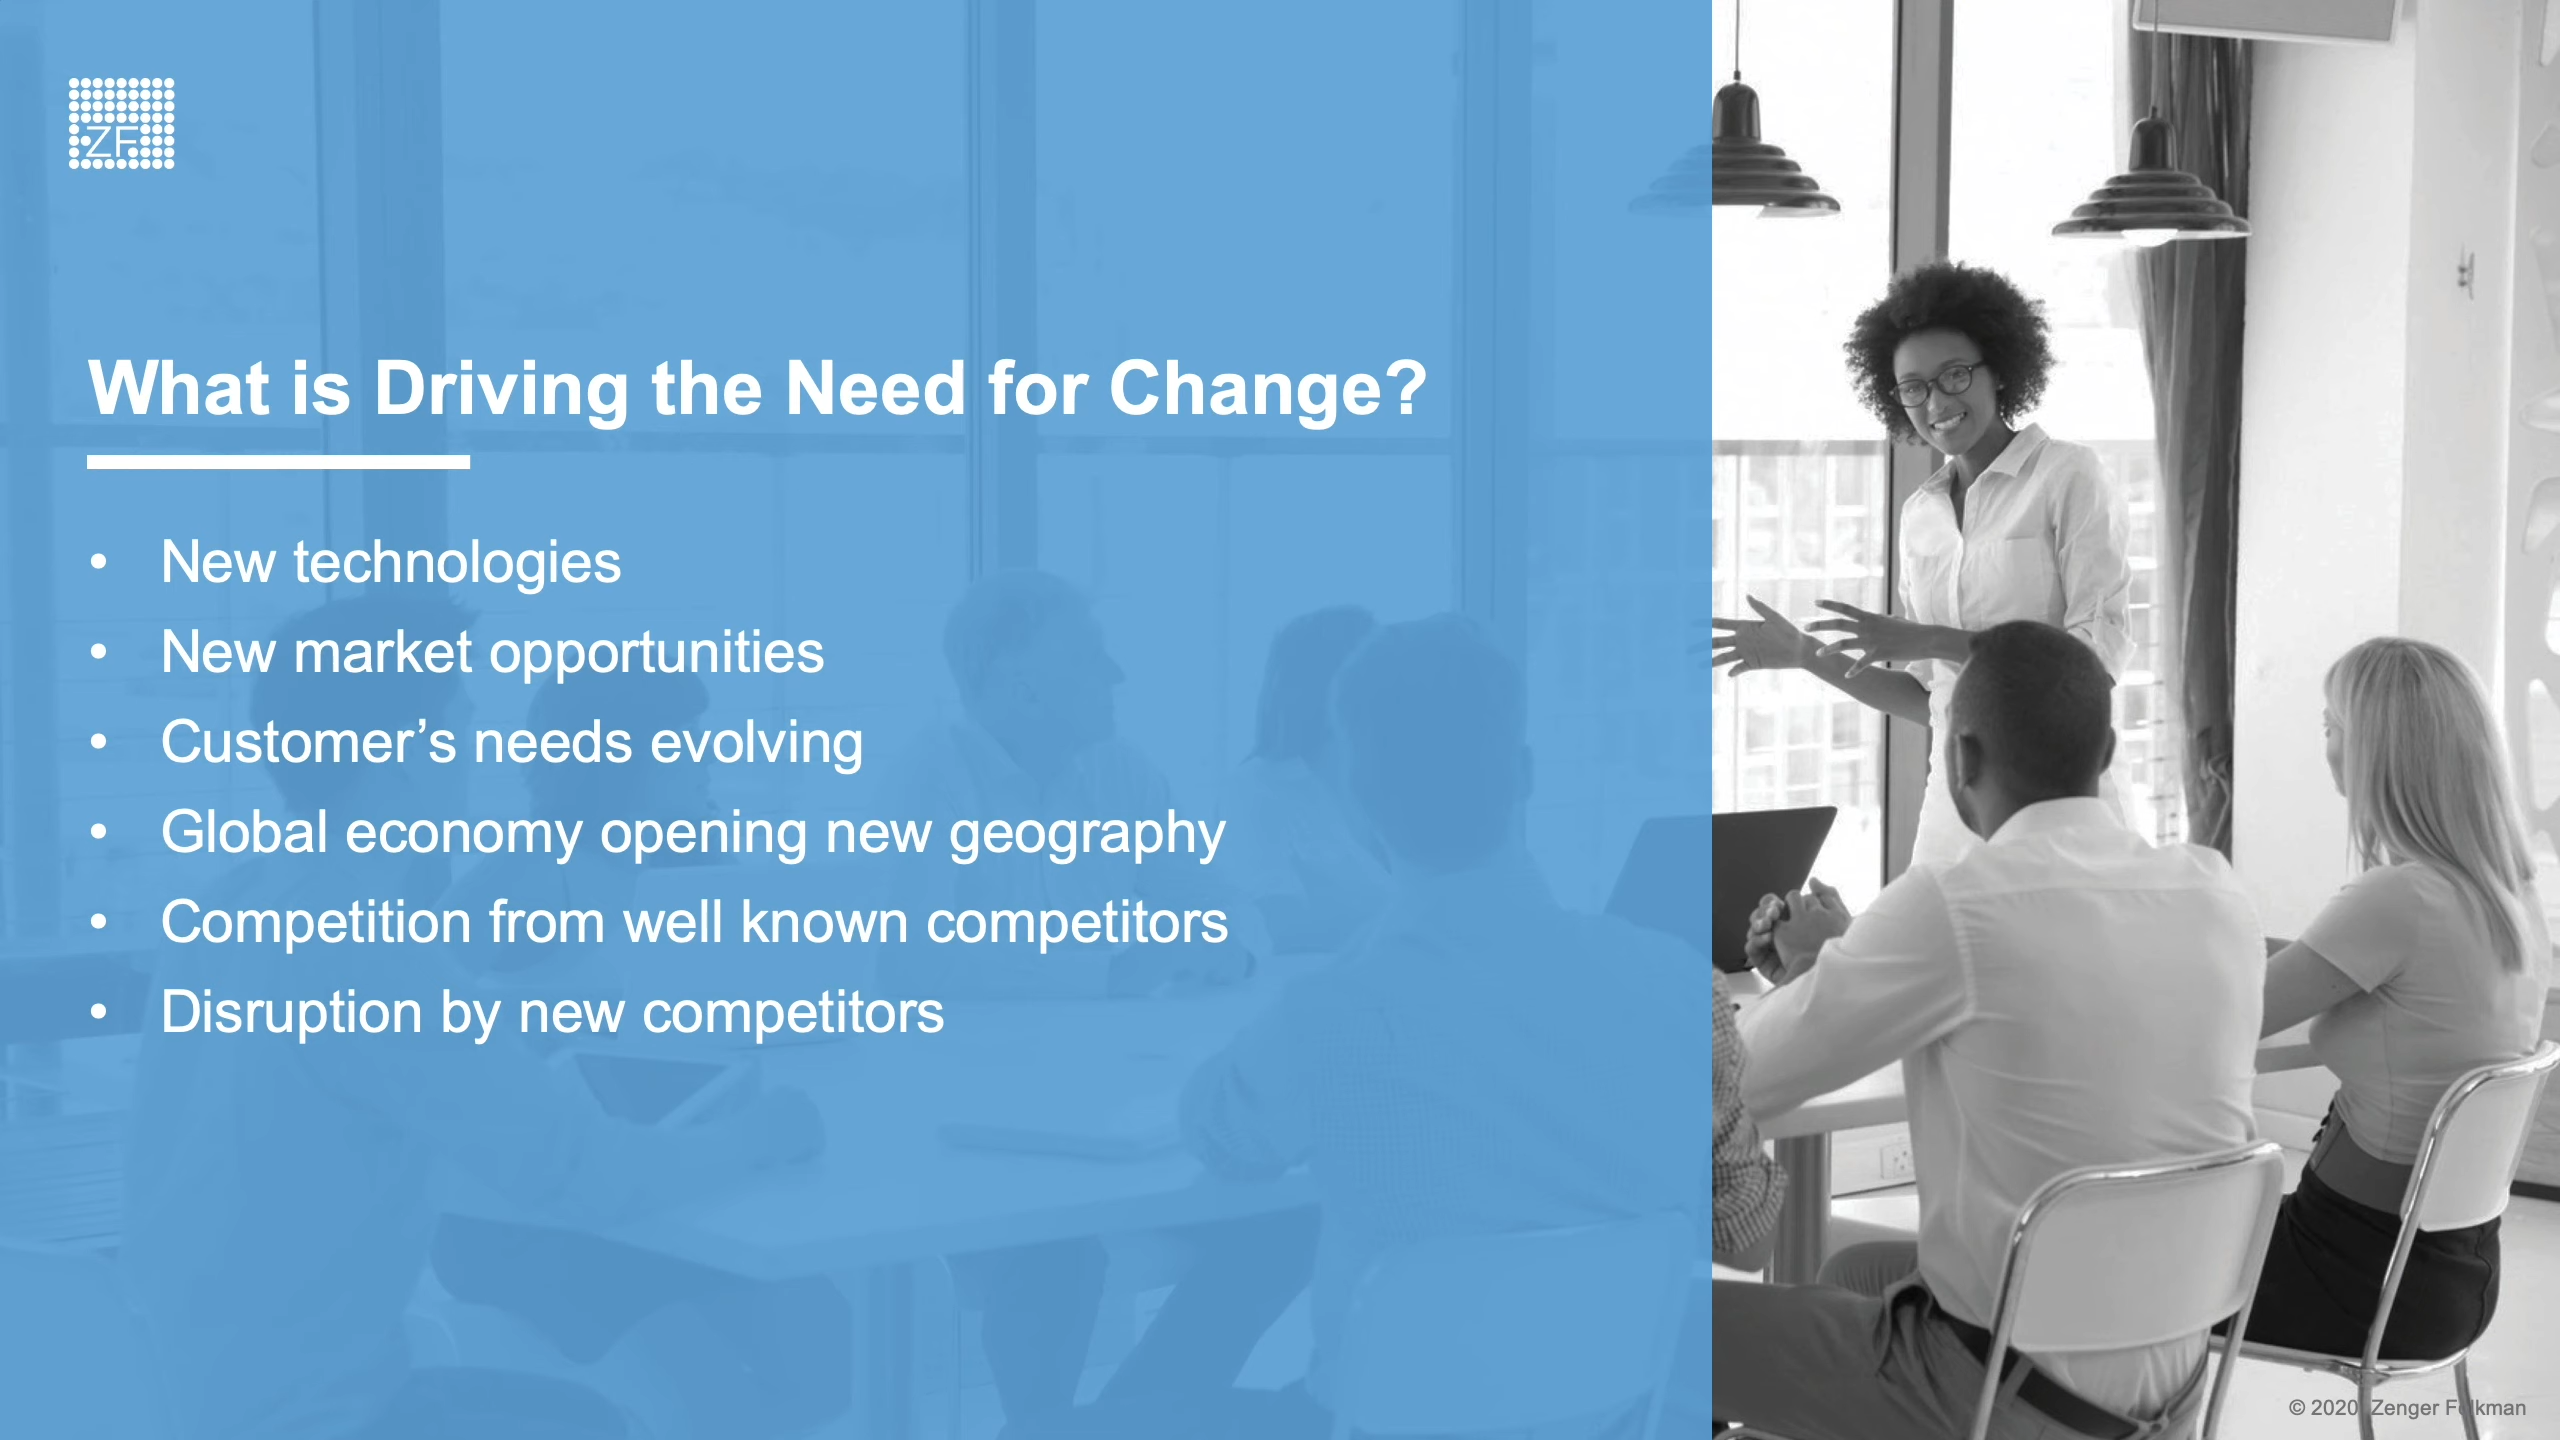 ZF
What is Driving the Need for Change?
• New technologies
• New market opportunities
• Customer’s needs evolving
• Global economy opening new geography
• Competition from well known competitors
• Disruption by new competitors
© 2020 Zenger Folkman